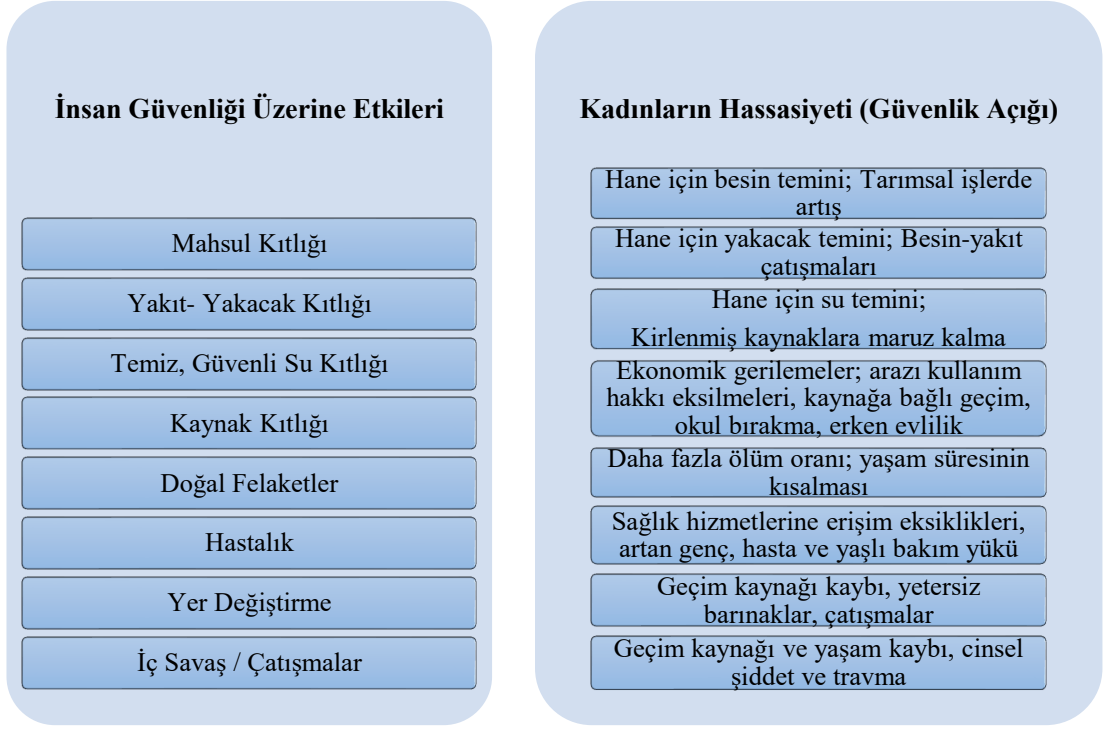 İnsan Güvenliği Üzerine Etkileri
Mahsul Kıtlığı
Yakıt- Yakacak Kıtlığı
Temiz, Güvenli Su Kıtlığı
Kaynak Kıtlığı
Doğal Felaketler
Hastalık
Yer Değiştirme
İç Savaş / Çatışmalar
Kadınların Hassasiyeti (Güvenlik Açığı)
Hane için besin temini; Tarımsal işlerde
artış
Hane için yakacak temini; Besin-yakıt
çatışmaları
Hane için su temini;
Kirlenmiş kaynaklara maruz kalma
Ekonomik gerilemeler; arazi kullanım
hakkı eksilmeleri, kaynağa bağlı geçim,
okul bırakma, erken evlilik
Daha fazla ölüm oranı; yaşam süresinin
kısalması
Sağlık hizmetlerine erişim eksiklikleri,
artan genç, hasta ve yaşlı bakım yükü
Geçim kaynağı kaybı, yetersiz
barınaklar, çatışmalar
Geçim kaynağı ve yaşam kaybı, cinsel
şiddet ve travma